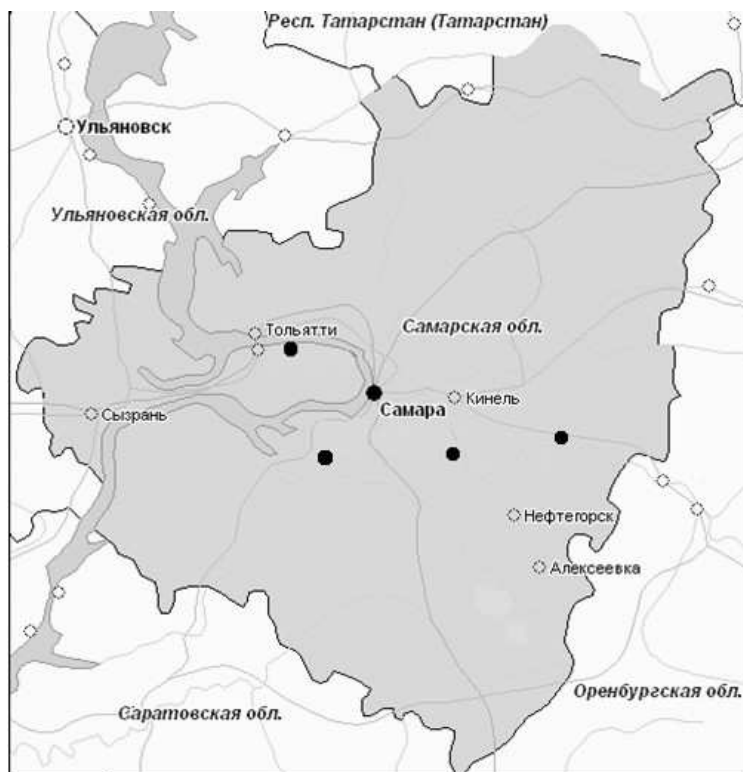 Респ. Татарстан (Татарстан)
Ульяновск
Ульяновская обл.
Тольятти
Самарская обл.
Сызрань
Самара
Кинель
Нефтегорск
Алексеевка
Оренбургская обл.
Саратовская обл.